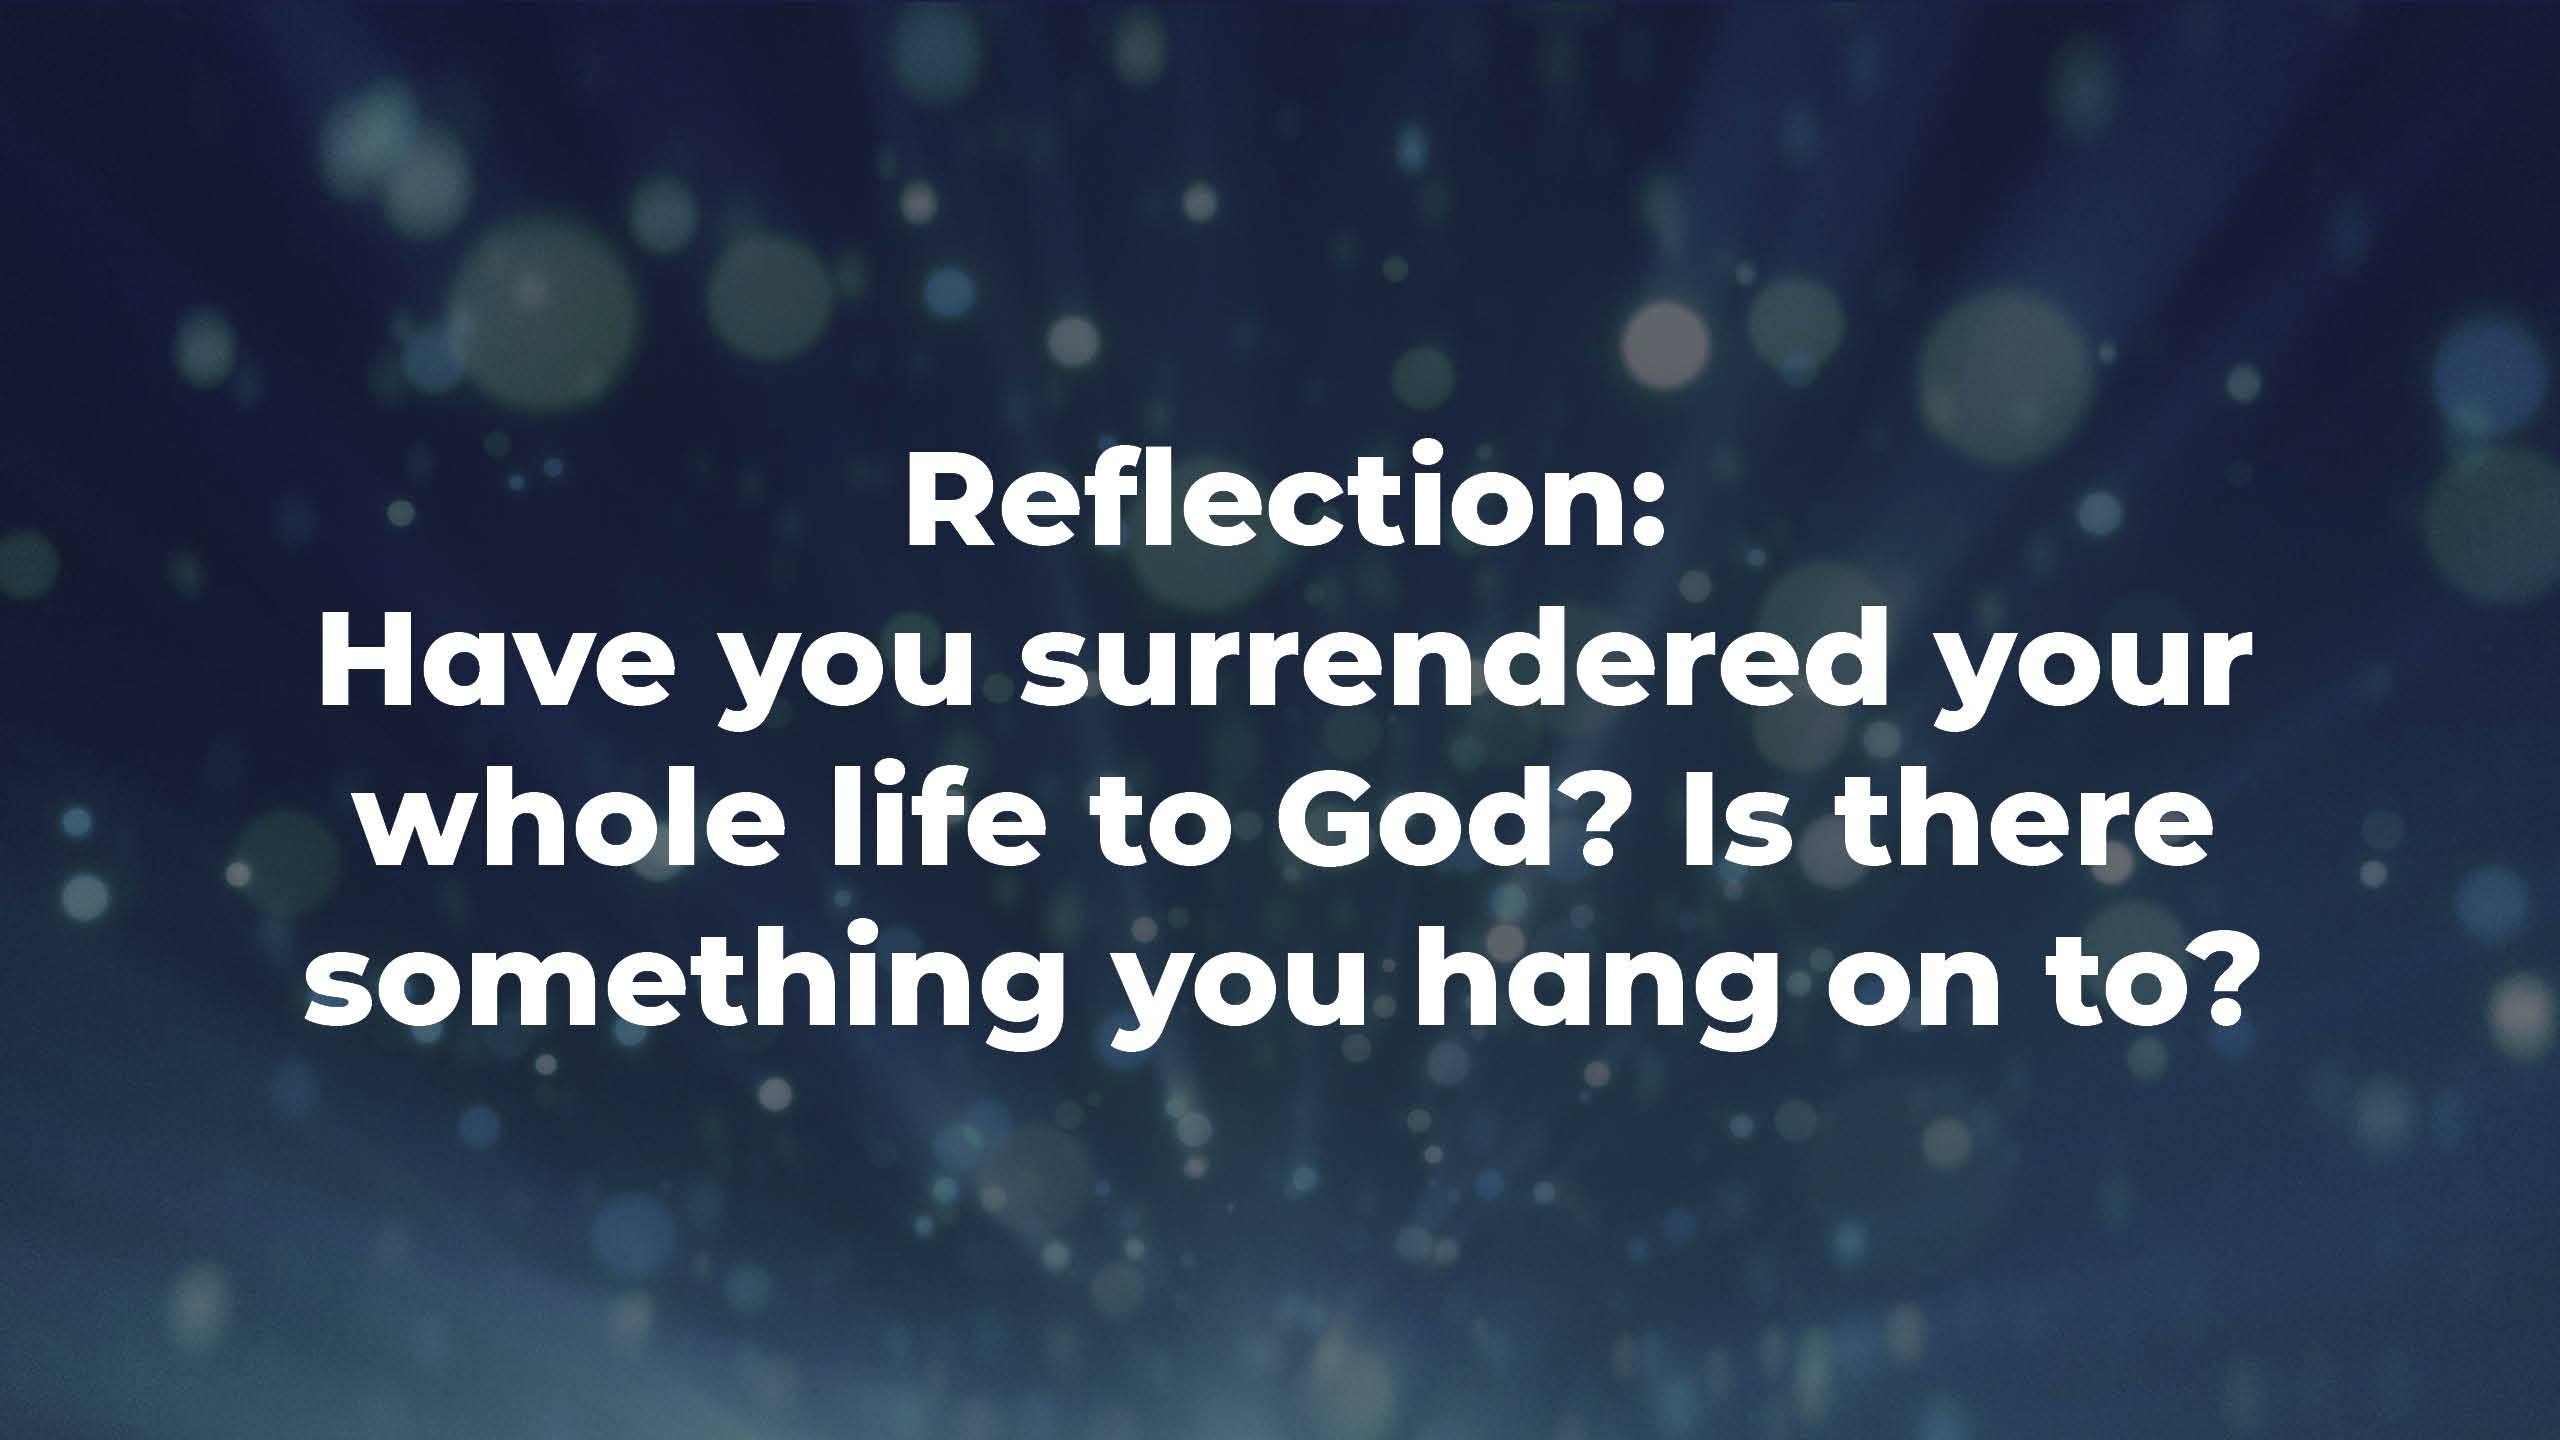 Reflection:
Have you surrendered your
whole life to God? Is there
something you hang on to?